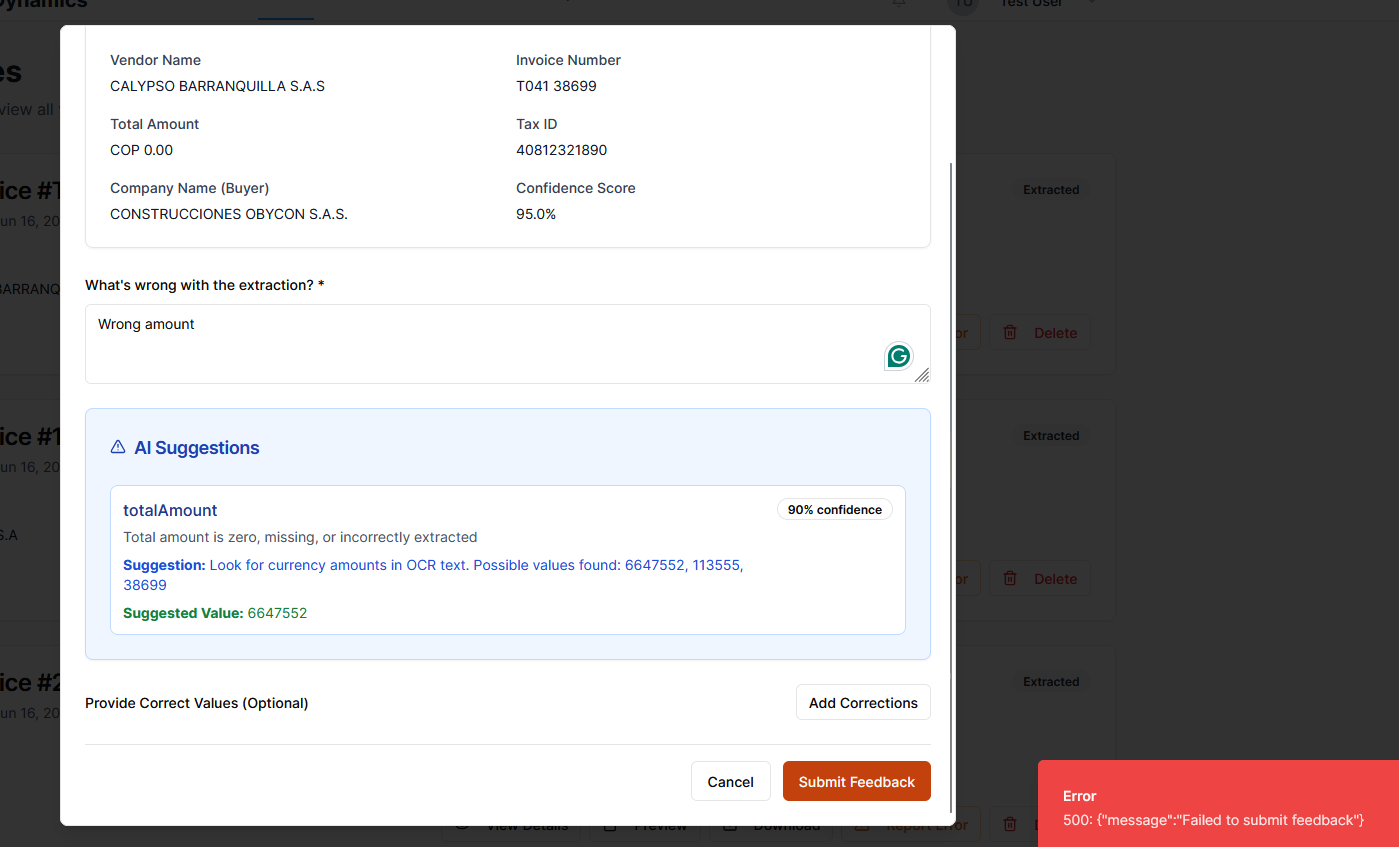 Dynamics
TU
Test User
es
view all
Vendor Name
Invoice Number
CALYPSO BARRANQUILLA S.A.S
T041 38699
Total Amount
Tax ID
COP 0.00
40812321890
Company Name (Buyer)
Confidence Score
CONSTRUCCIONES OBYCON S.A.S.
95.0%
ice #T
Extracted
un 16, 20
BARRANQ
or
Delete
What's wrong with the extraction? *
Wrong amount
AI Suggestions
ice #1
Extracted
un 16, 20
totalAmount
90% confidence
Total amount is zero, missing, or incorrectly extracted
S.A
Suggestion: Look for currency amounts in OCR text. Possible values found: 6647552, 113555,
38699
or
Delete
Suggested Value: 6647552
ice #2
Extracted
un 16, 20
Provide Correct Values (Optional)
Add Corrections
Cancel
Submit Feedback
View Details
Preview
Download
Report Error
Error
500: {"message":"Failed to submit feedback"}